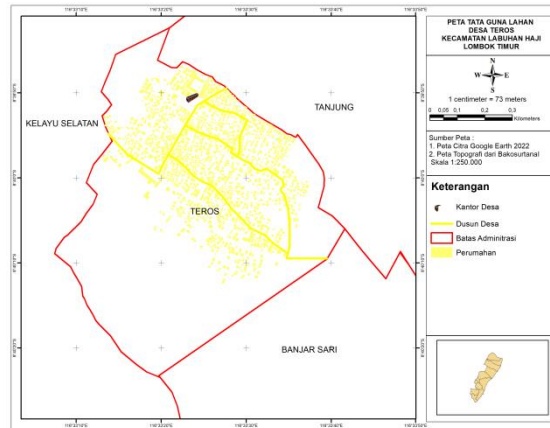 PETA TATA GUNA LAHAN
DESA TEROS
KECAMATAN LABUHAN HAJI
LOMBOK TIMUR
N
W E
S
1 centimeter = 73 meters
0 0.05 0.1 0.2 0.3
Kilometers
Sumber Peta :
1. Peta Citra Google Earth 2022
2. Peta Topografi dari Bakosurtanal
Skala 1:250.000
Keterangan
Kantor Desa
Dusun Desa
Batas Adminitrasi
Perumahan
TANJUNG
KELAYU SELATAN
TEROS
BANJAR SARI